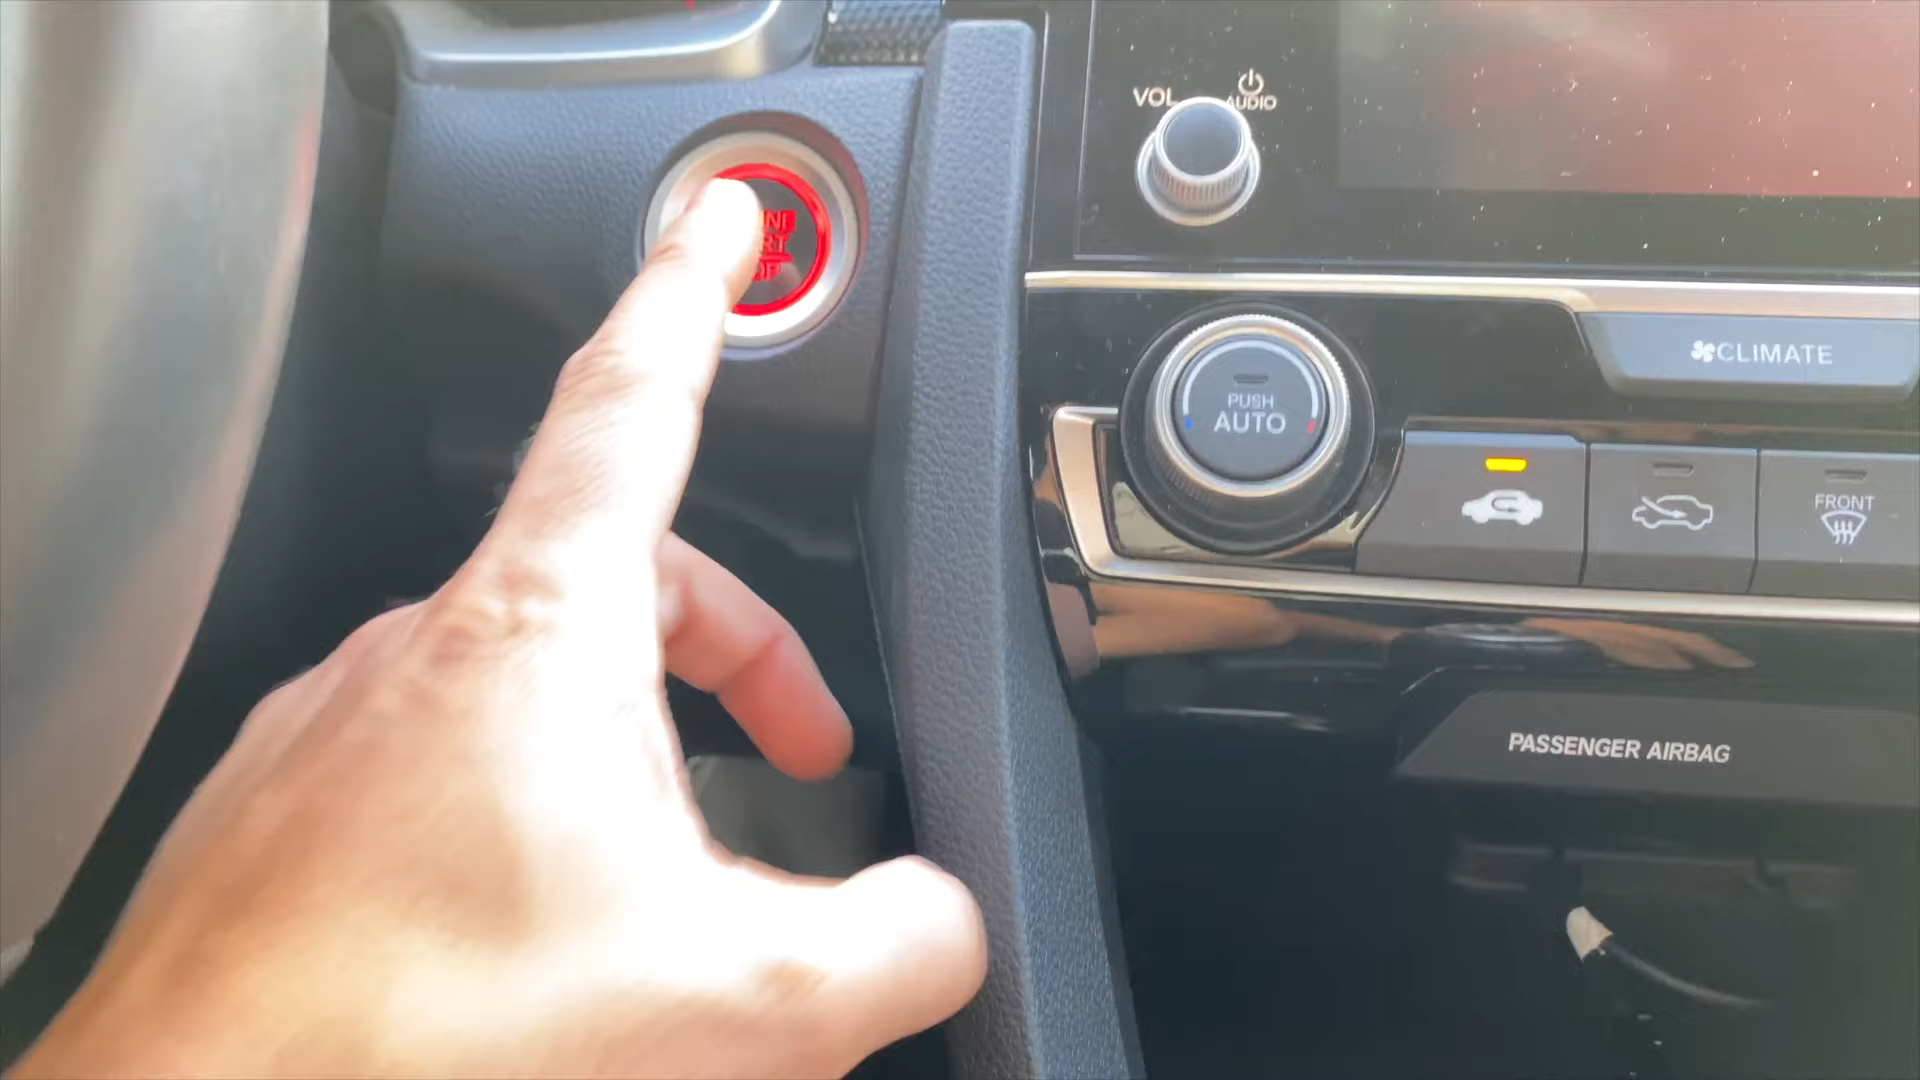 VOL
AUDIO
CLIMATE
PUSH
AUTO
FRONT
PASSENGER AIRBAG